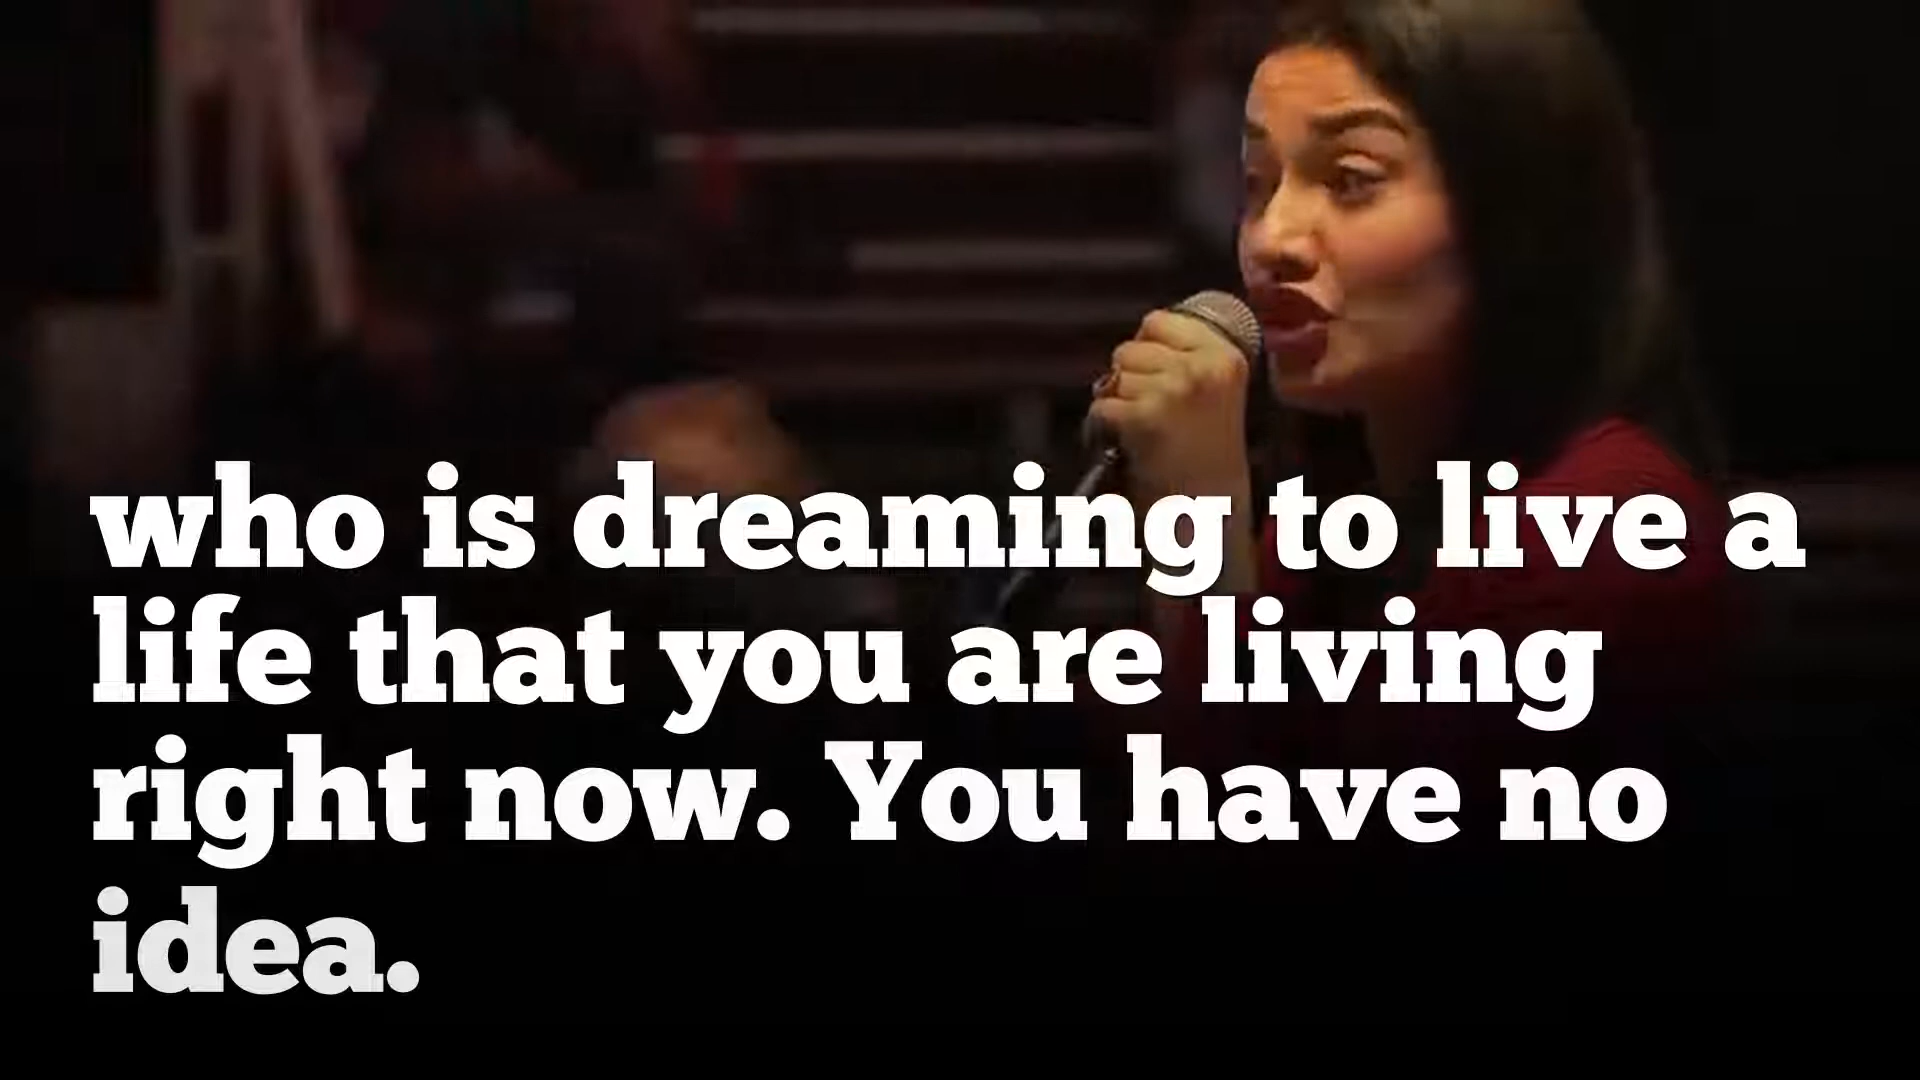 who is dreaming to live a
life that you are living
right now. You have no
idea.